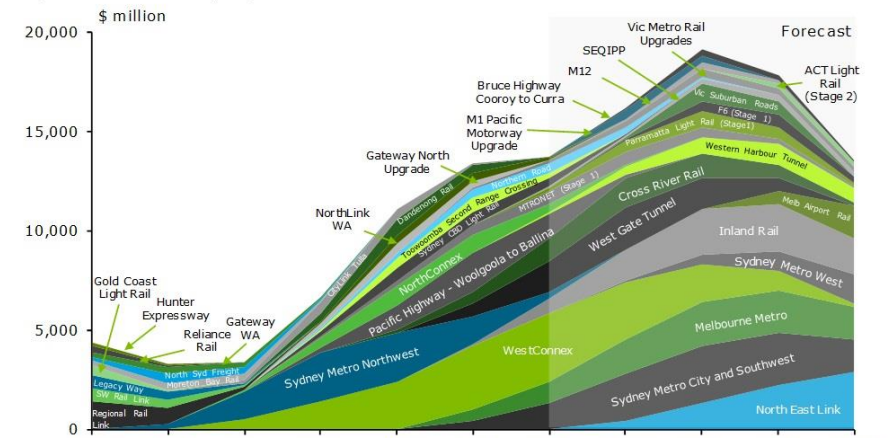 $ million
20,000
15,000
10,000
5,000
0
Forecast
Vic Metro Rail
Upgrades
SEQIPP
M12
ACT Light
Rail
(Stage 2)
Bruce Highway
Cooroy to Curra
M1 Pacific
Motorway
Upgrade
Gateway North
Upgrade
NorthLink
WA
Gold Coast
Light Rail
Hunter
Expressway
Reliance
Rail
Gateway
WA
North Syd Freight
Moreton Bay Rail
Legacy Way
SW Rail Link
Regional Rail
Link
CityLink Tulla
Dandenong Rail
Northern Road
Toowoomba Second Range Crossing
Sydney CBD Light Rail
MTRONET (Stage 1)
NorthConnex
Pacific Highway - Woolgoola to Ballina
Sydney Metro Northwest
WestConnex
Vic Suburban Roads
F6 (Stage 1)
Parramatta Light Rail (Stage1)
Western Harbour Tunnel
Cross River Rail
West Gate Tunnel
Melb Airport Rail
Inland Rail
Sydney Metro West
Melbourne Metro
Sydney Metro City and Southwest
North East Link